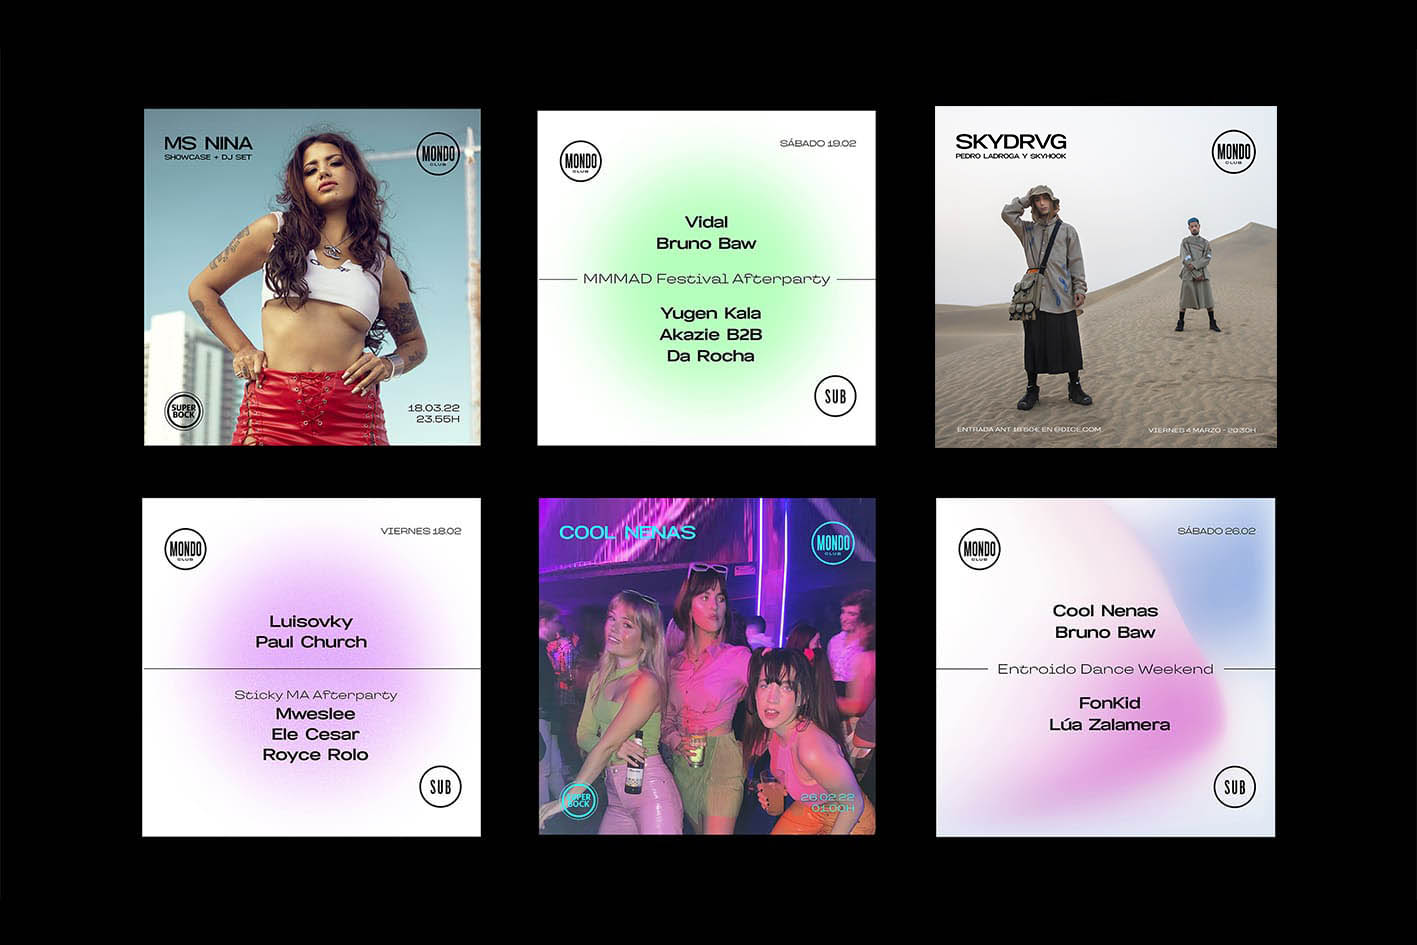 MS NINA
SHOWCASE + DJ SET
MONDO
CLUB
SUPER
BOCK
18.03.22
23.55H
MONDO
CLUB
SÁBADO 19.02
Vidal
Bruno Baw
MMMAD Festival Afterparty
Yugen Kala
Akazie B2B
Da Rocha
SUB
SKYDRVG
PEDRO LADROGA Y SKYHOOK
MONDO
CLUB
ENTRADA ANT 16'50€ EN @DICE.COM
VIERNES 4 MARZO - 20:30H
MONDO
CLUB
VIERNES 18.02
Luisovky
Paul Church
Sticky MA Afterparty
Mweslee
Ele Cesar
Royce Rolo
SUB
COOL NENAS
MONDO
CLUB
SUPER
BOCK
26.02.22
01.00H
MONDO
CLUB
SÁBADO 26.02
Cool Nenas
Bruno Baw
Entroido Dance Weekend
FonKid
Lúa Zalamera
SUB